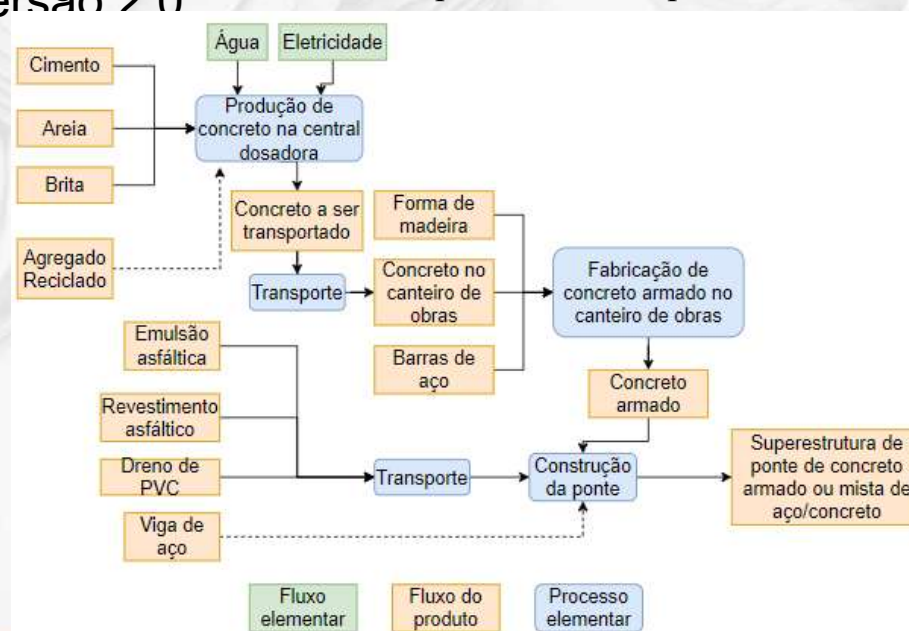 ersão 2.0
Água
Eletricidade
Cimento
Areia
Brita
Agregado
Reciclado
Produção de
concreto na central
dosadora
Concreto a ser
transportado
Transporte
Forma de
madeira
Concreto no
canteiro de
obras
Barras de
aço
Fabricação de
concreto armado no
canteiro de obras
Concreto
armado
Emulsão
asfáltica
Revestimento
asfáltico
Dreno de
PVC
Viga de
aço
Transporte
Construção
da ponte
Superestrutura de
ponte de concreto
armado ou mista de
aço/concreto
Fluxo
elementar
Fluxo do
produto
Processo
elementar